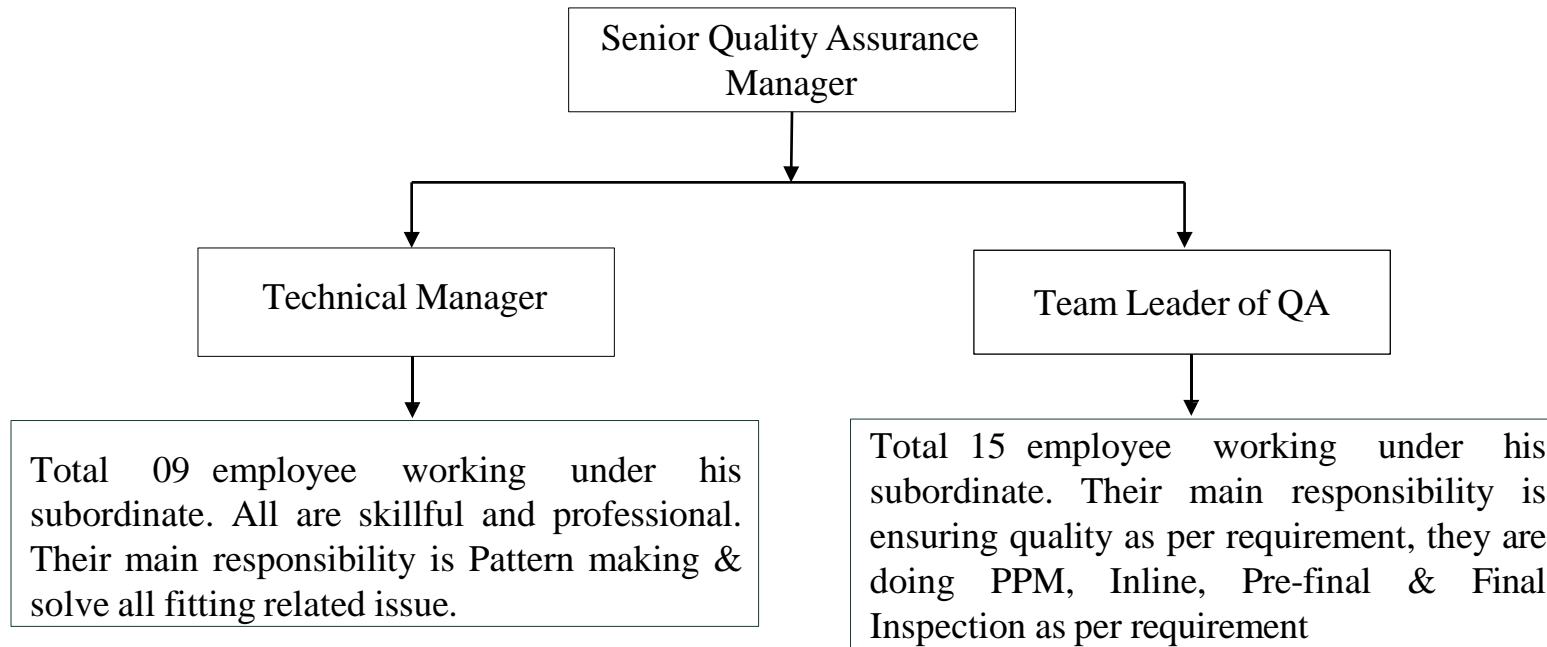 Senior Quality Assurance
Manager
Technical Manager
Team Leader of QA
Total 09 employee working under his
subordinate. All are skillful and professional.
Their main responsibility is Pattern making &
solve all fitting related issue.
Total 15 employee working under his
subordinate. Their main responsibility is
ensuring quality as per requirement, they are
doing PPM, Inline, Pre-final & Final
Inspection as per requirement